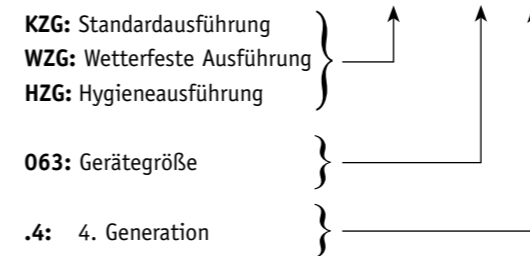 KZG: Standardausführung
WZG: Wetterfeste Ausführung
HZG: Hygieneausführung
063: Gerätegröße
.4: 4. Generation